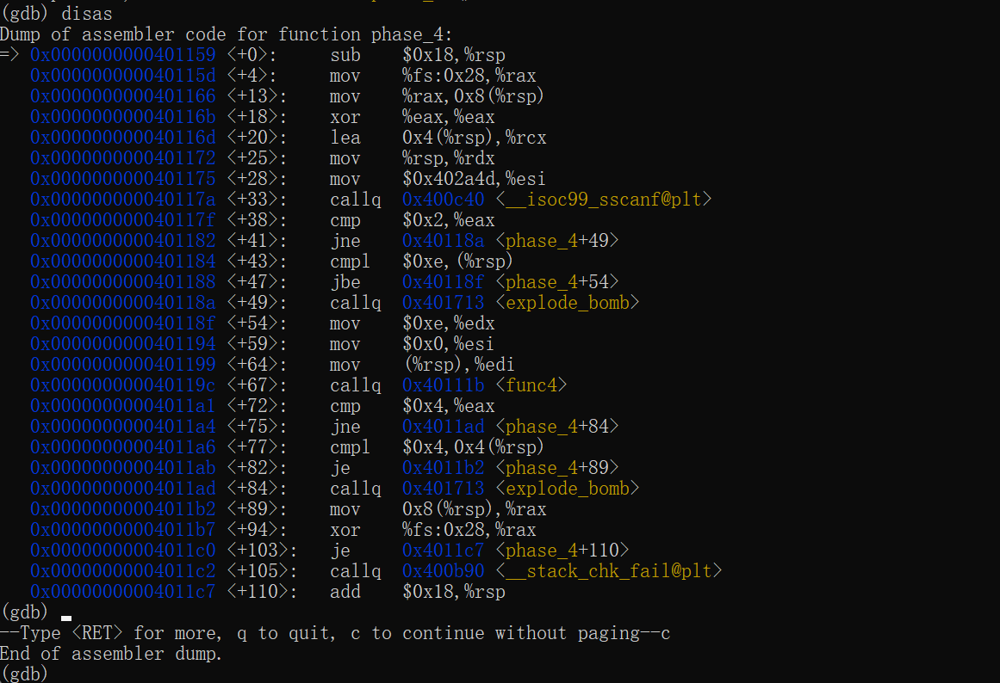 (gdb) disas
Dump of assembler code for function phase_4:
=> 0x0000000000401159 <+0>: sub $0x18,%rsp
0x000000000040115d <+4>: mov %fs:0x28,%rax
0x0000000000401166 <+13>: mov %rax,0x8(%rsp)
0x000000000040116b <+18>: xor %eax,%eax
0x000000000040116d <+20>: lea 0x4(%rsp),%rcx
0x0000000000401172 <+25>: mov %rsp,%rdx
0x0000000000401175 <+28>: mov $0x402a4d,%esi
0x000000000040117a <+33>: callq 0x400c40 <__isoc99_sscanf@plt>
0x000000000040117f <+38>: cmp $0x2,%eax
0x0000000000401182 <+41>: jne 0x40118a <phase_4+49>
0x0000000000401184 <+43>: cmpl $0xe,(%rsp)
0x0000000000401188 <+47>: jbe 0x40118f <phase_4+54>
0x000000000040118a <+49>: callq 0x401713 <explode_bomb>
0x000000000040118f <+54>: mov $0xe,%edx
0x0000000000401194 <+59>: mov $0x0,%esi
0x0000000000401199 <+64>: mov (%rsp),%edi
0x000000000040119c <+67>: callq 0x40111b <func4>
0x00000000004011a1 <+72>: cmp $0x4,%eax
0x00000000004011a4 <+75>: jne 0x4011ad <phase_4+84>
0x00000000004011a6 <+77>: cmpl $0x4,0x4(%rsp)
0x00000000004011ab <+82>: je 0x4011b2 <phase_4+89>
0x00000000004011ad <+84>: callq 0x401713 <explode_bomb>
0x00000000004011b2 <+89>: mov 0x8(%rsp),%rax
0x00000000004011b7 <+94>: xor %fs:0x28,%rax
0x00000000004011c0 <+103>: je 0x4011c7 <phase_4+110>
0x00000000004011c2 <+105>: callq 0x400b90 <__stack_chk_fail@plt>
0x00000000004011c7 <+110>: add $0x18,%rsp
(gdb)
--Type <RET> for more, q to quit, c to continue without paging--c
End of assembler dump.
(gdb)